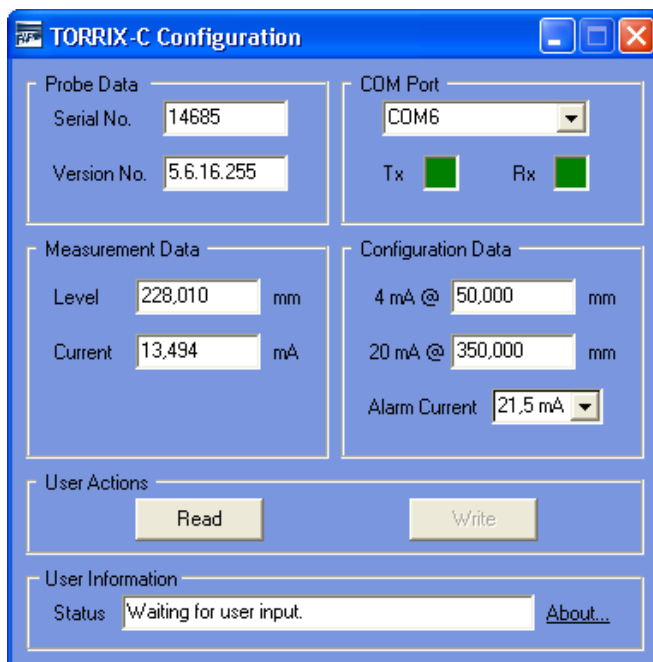 TORRIX-C Configuration
Probe Data
Serial No. 14685
Version No. 5.6.16.255
COM Port
COM6
Tx Rx
Measurement Data
Level 228,010 mm
Current 13,494 mA
Configuration Data
4 mA @ 50,000 mm
20 mA @ 350,000 mm
Alarm Current 21,5 mA
User Actions
Read Write
User Information
Status Waiting for user input. About...